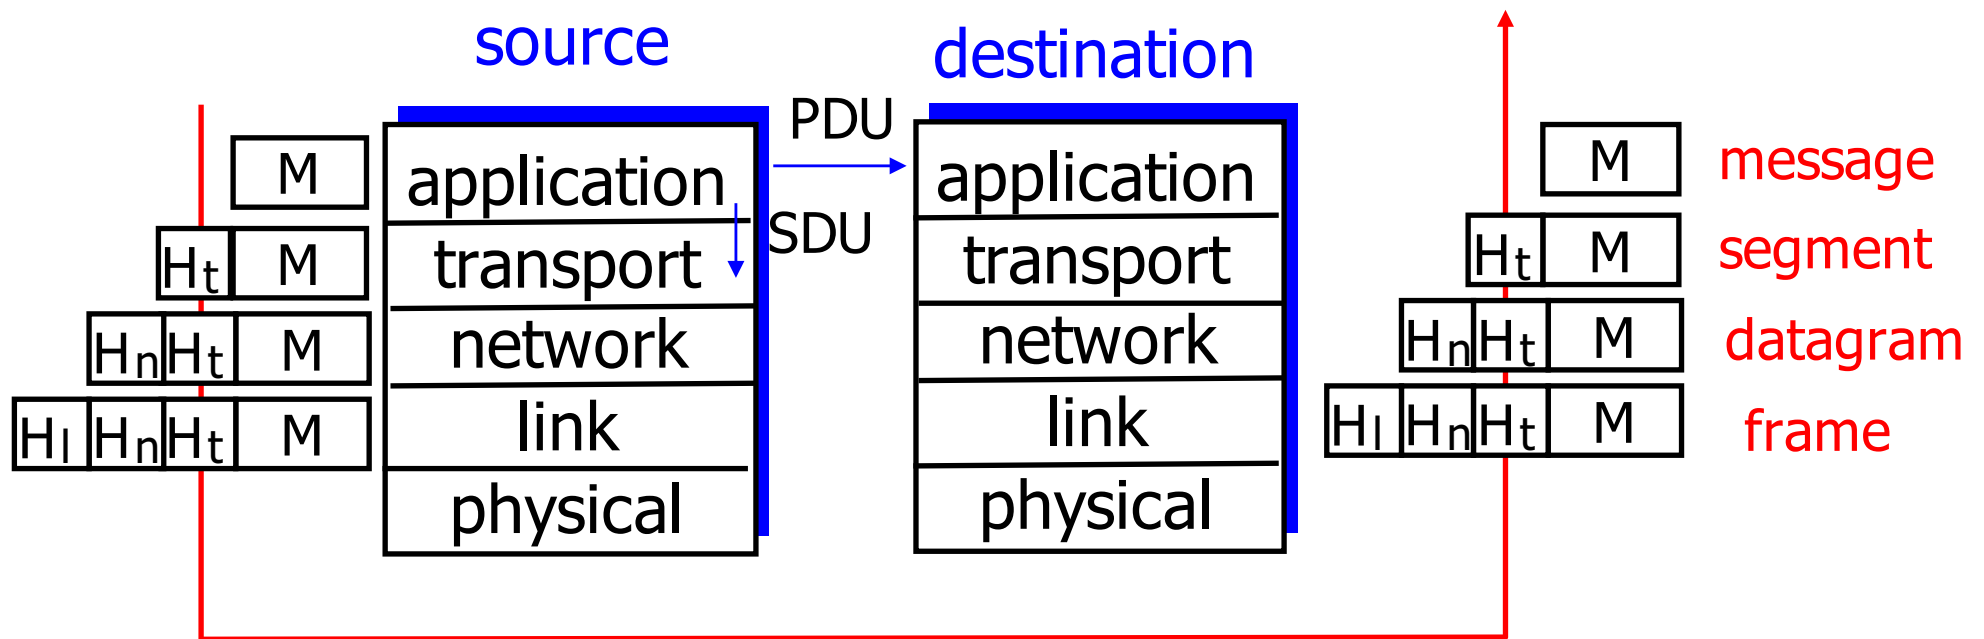 source destination
PDU
M application application M message
SDU
Ht M transport transport Ht M segment
Hn Ht M network network Hn Ht M datagram
Hl Hn Ht M link link Hl Hn Ht M frame
physical physical